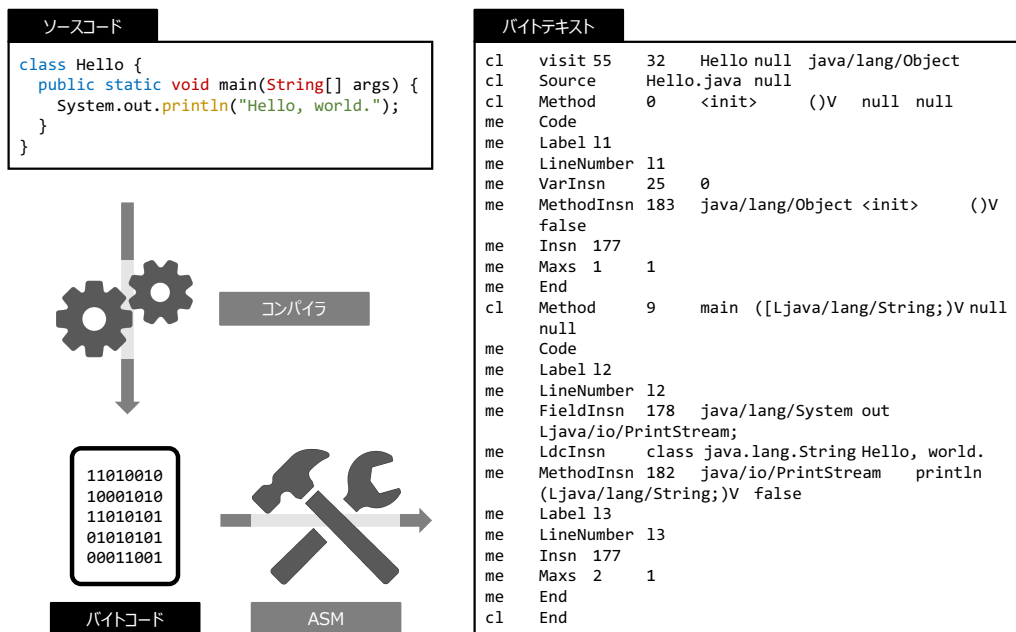 ソースコード
class Hello {
  public static void main(String[] args) {
    System.out.println("Hello, world.");
  }
}
コンパイラ
11010010
10001010
11010101
01010101
00011001
バイトコード
ASM
バイトテキスト
cl visit 55 32 Hello null java/lang/Object
cl Source Hello.java null
cl Method 0 <init> ()V null null
me Code
me Label l1
me LineNumber l1
me VarInsn 25 0
me MethodInsn 183 java/lang/Object <init> ()V
false
me Insn 177
me Maxs 1 1
me End
cl Method 9 main ([Ljava/lang/String;)V null
null
me Code
me Label l2
me LineNumber l2
me FieldInsn 178 java/lang/System out
Ljava/io/PrintStream;
me LdcInsn class java.lang.String Hello, world.
me MethodInsn 182 java/io/PrintStream println
(Ljava/lang/String;)V false
me Label l3
me LineNumber l3
me Insn 177
me Maxs 2 1
me End
cl End